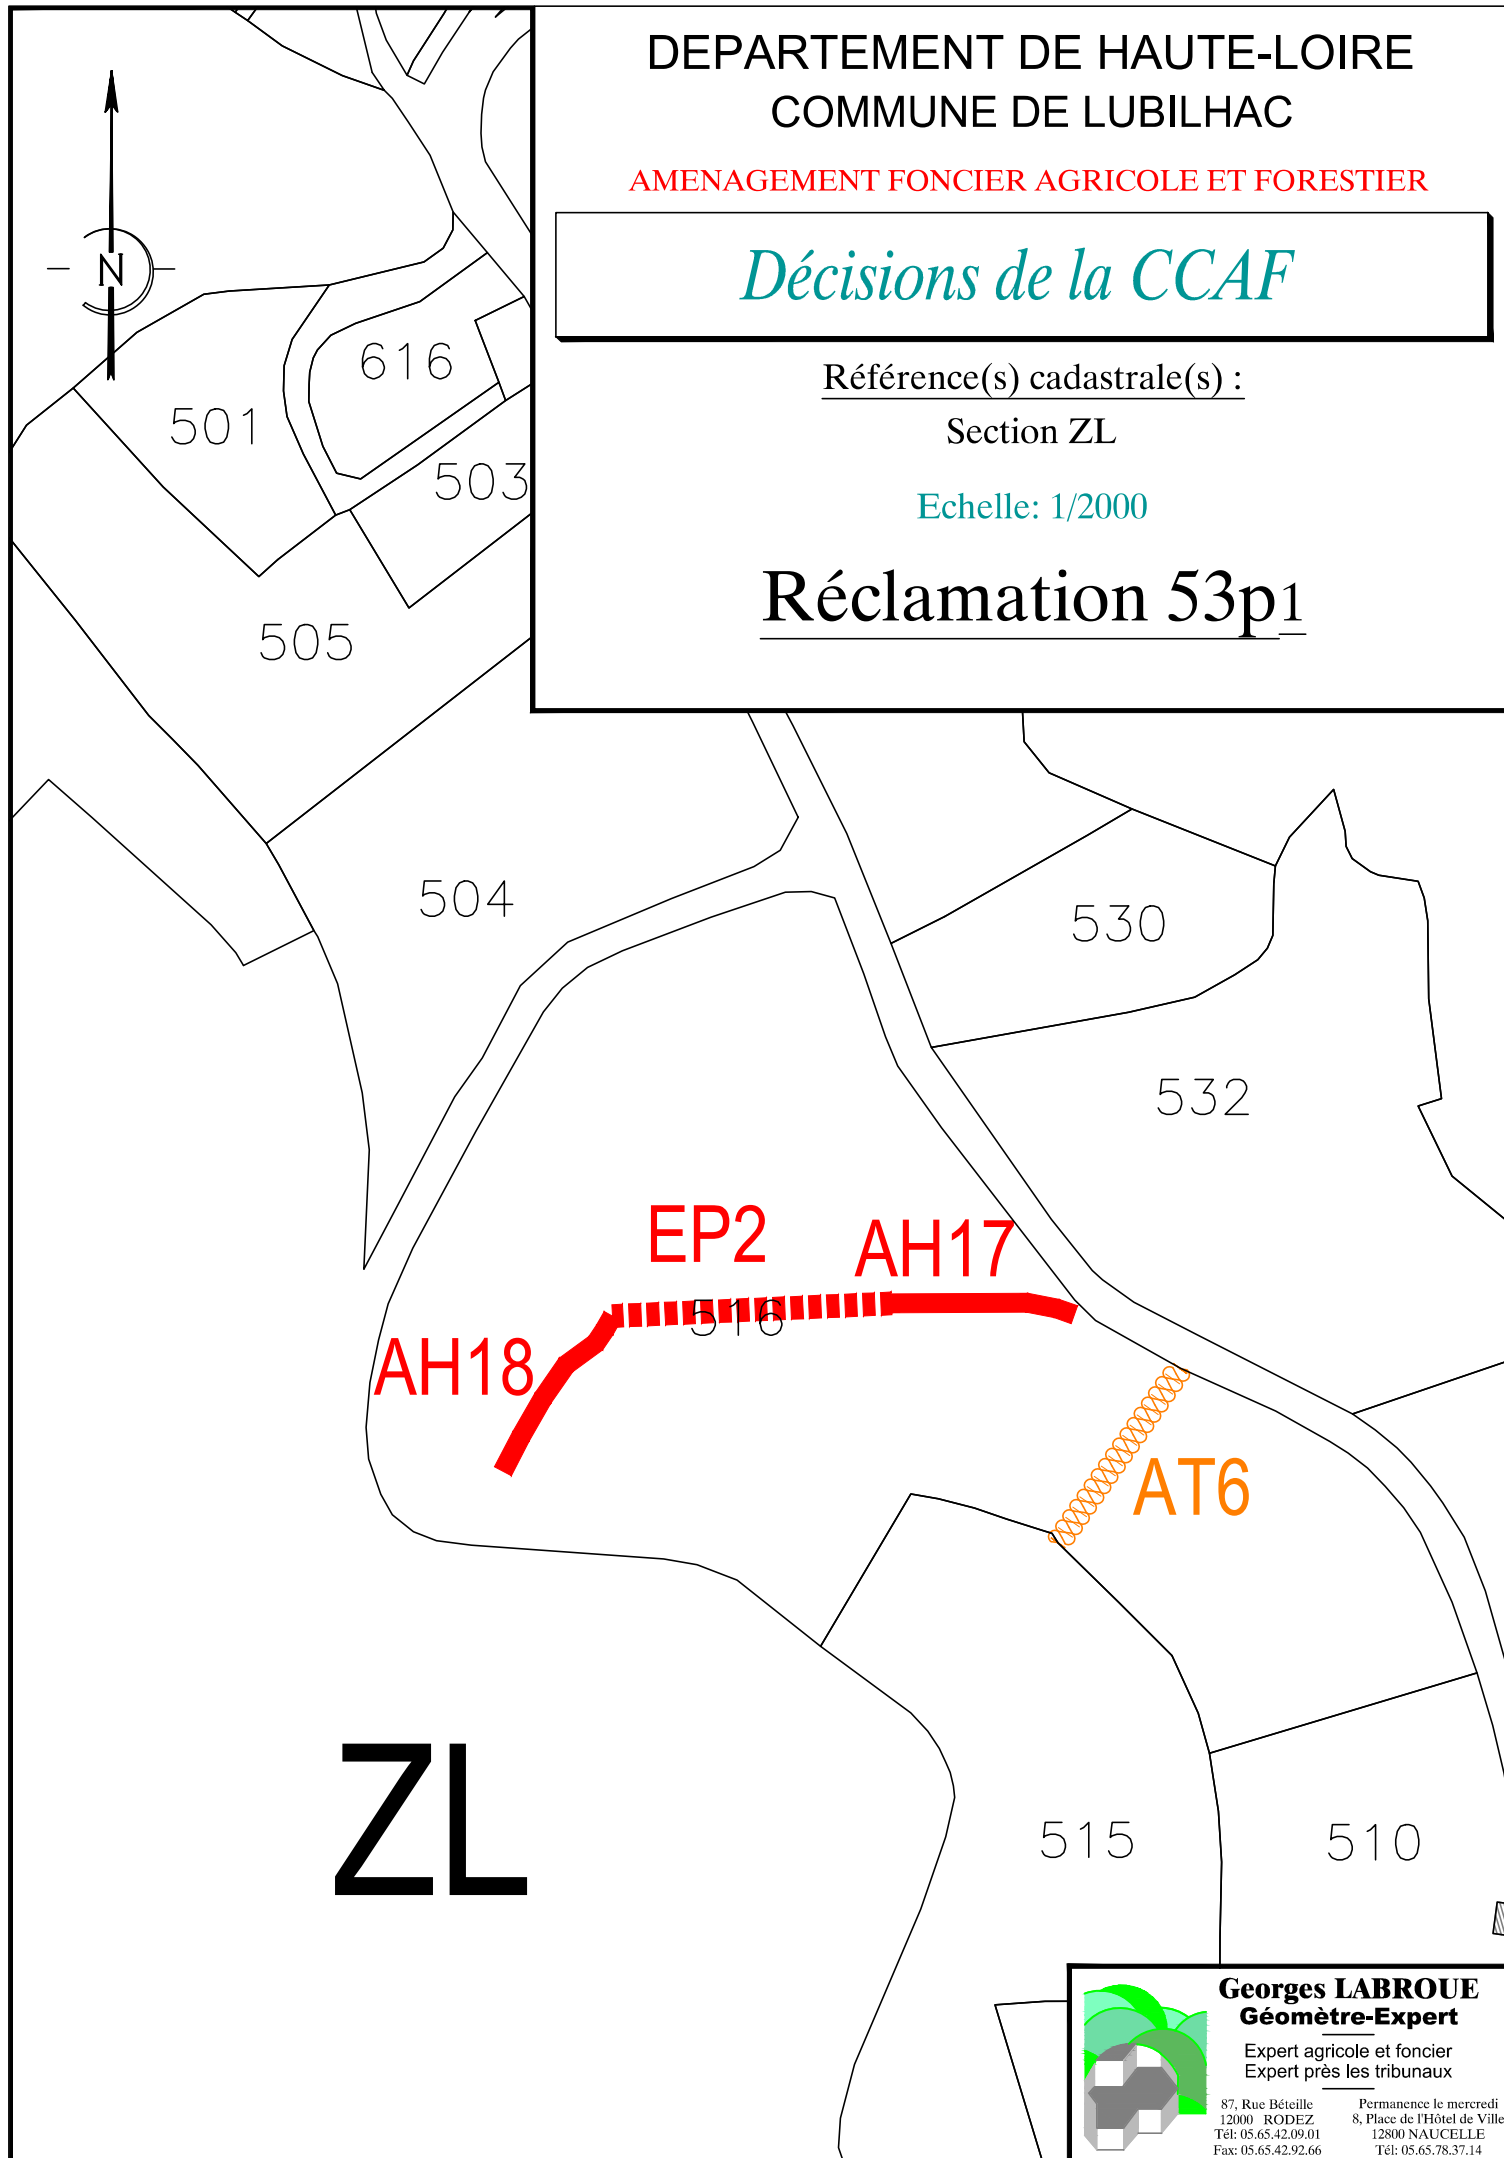 DEPARTEMENT DE HAUTE-LOIRE
COMMUNE DE LUBILHAC
AMENAGEMENT FONCIER AGRICOLE ET FORESTIER
Décisions de la CCAF
Référence(s) cadastrale(s) :
Section ZL
Echelle: 1/2000
Réclamation 53p1
N
616
501
503
505
504
530
532
EP2
AH17
516
AH18
AT6
ZL
515
510
Georges LABROUE
Géomètre-Expert
Expert agricole et foncier
Expert près les tribunaux
87, Rue Béteille
12000 RODEZ
Tél: 05.65.42.09.01
Fax: 05.65.42.92.66
Permanence le mercredi
8, Place de l'Hôtel de Ville
12800 NAUCELLE
Tél: 05.65.78.37.14